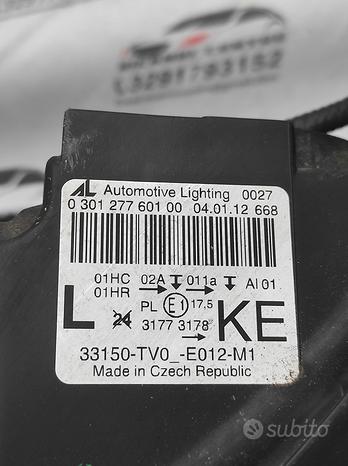 L3291793152
AL Automotive Lighting 0027
0 301 277 601 00 04.01.12 668
01HC 02A 011a AI 01
01HR
PL E1 17.5
L 24 3177 3178 KE
33150-TV0_-E012-M1
Made in Czech Republic
subito